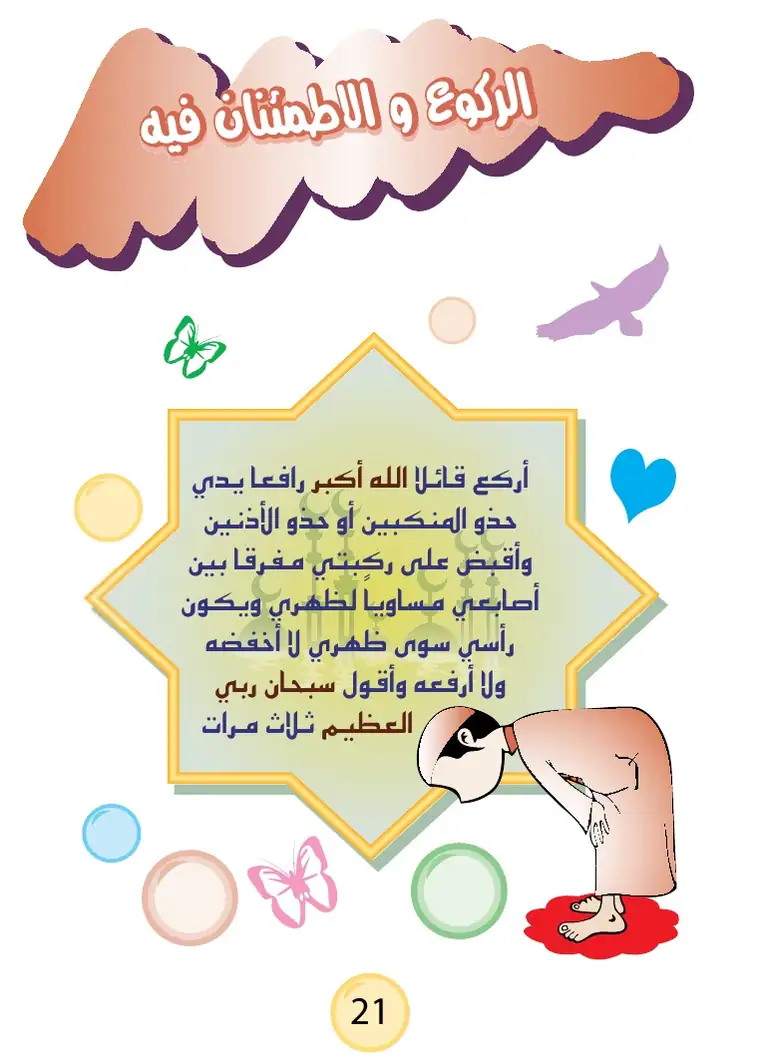 الركوع و الاطمئنان فيه
أركع قائلا الله أكبر رافعا يدي
حذو المنكبين أو حذو الأذنين
وأقبض على ركبتي مفرقا بين
أصابعي مساوياً لظهري ويكون
رأسي سوى ظهري لا أخفضه
ولا أرفعه وأقول سبحان ربي
العظيم ثلاث مرات
21